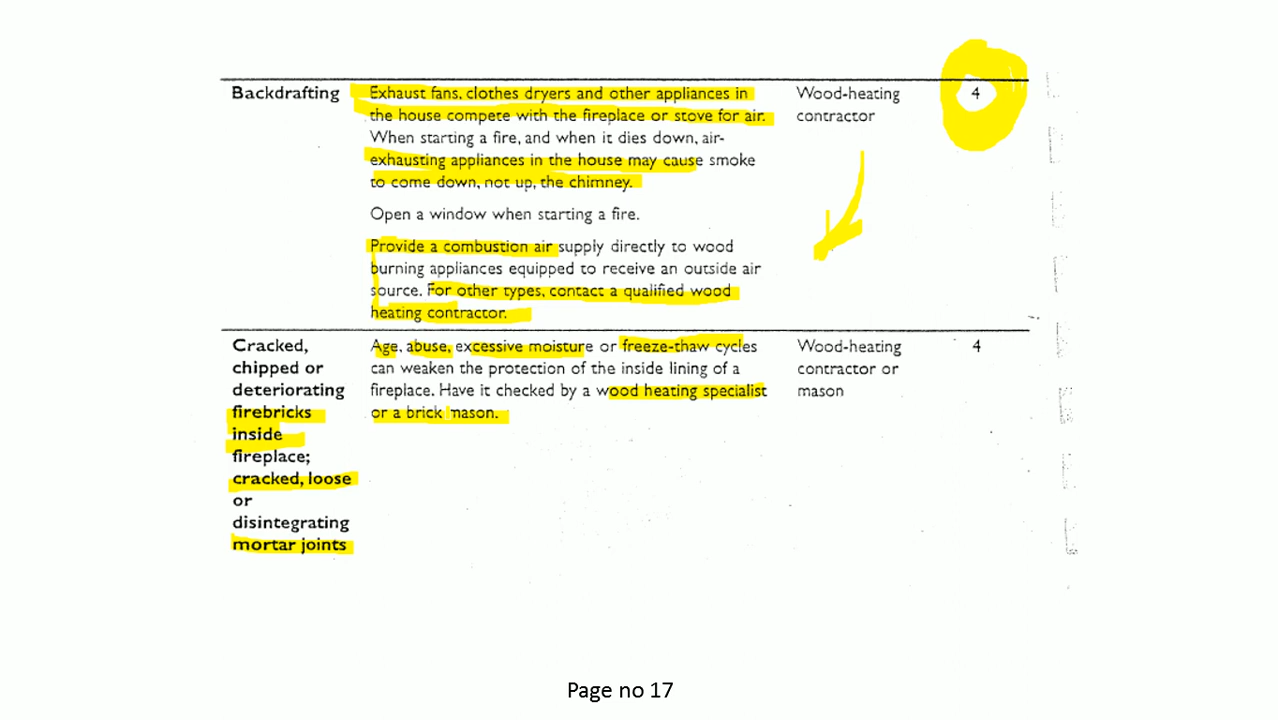 Backdrafting
Exhaust fans, clothes dryers and other appliances in
the house compete with the fireplace or stove for air.
When starting a fire, and when it dies down, air-
exhausting appliances in the house may cause smoke
to come down, not up, the chimney.
Open a window when starting a fire.
Provide a combustion air supply directly to wood
burning appliances equipped to receive an outside air
source. For other types, contact a qualified wood
heating contractor.
Wood-heating
contractor
4
Cracked,
chipped or
deteriorating
firebricks
inside
fireplace;
cracked, loose
or
disintegrating
mortar joints
Age, abuse, excessive moisture or freeze-thaw cycles
can weaken the protection of the inside lining of a
fireplace. Have it checked by a wood heating specialist
or a brick mason.
Wood-heating
contractor or
mason
4
Page no 17